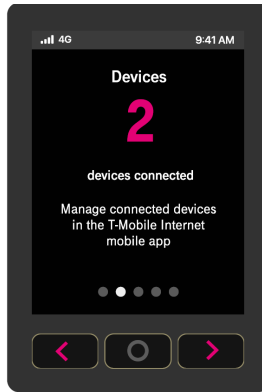 4G 9:41 AM
Devices
2
devices connected
Manage connected devices
in the T-Mobile Internet
mobile app